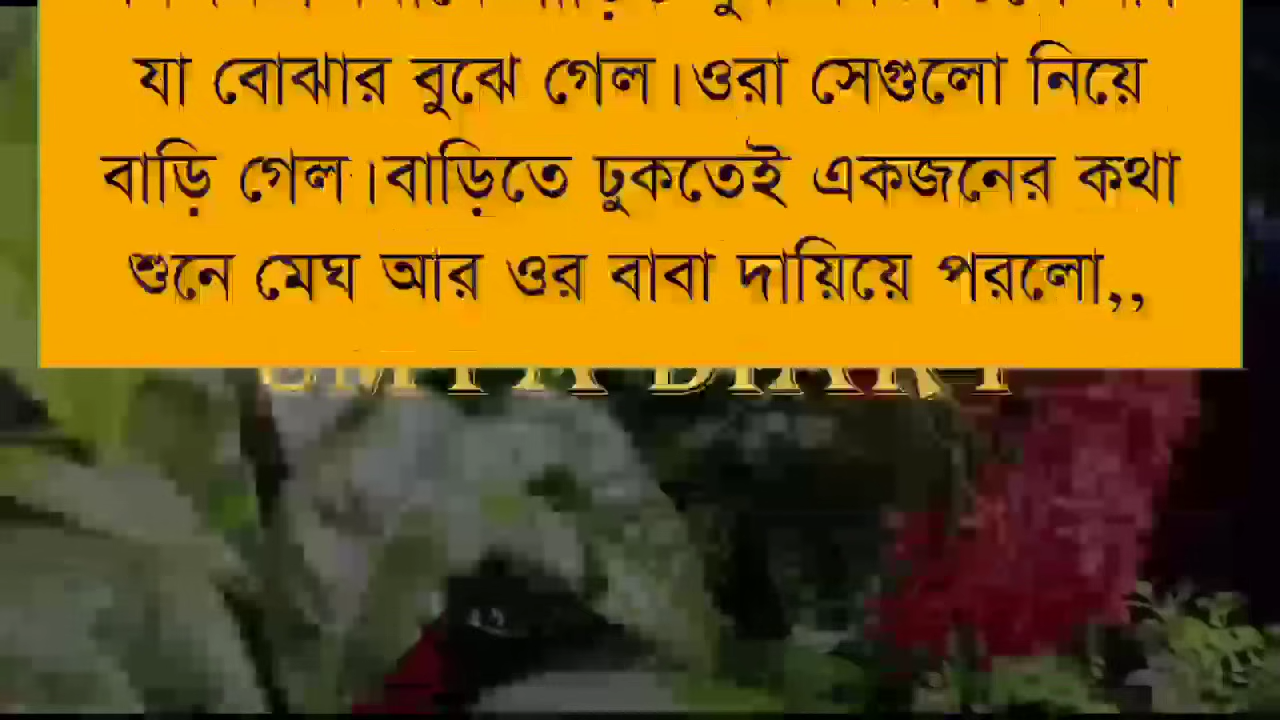 যা বোঝার বুঝে গেল।ওরা সেগুলো নিয়ে
বাড়ি গেল।বাড়িতে ঢুকতেই একজনের কথা
শুনে মেঘ আর ওর বাবা দায়িয়ে পরলো,,